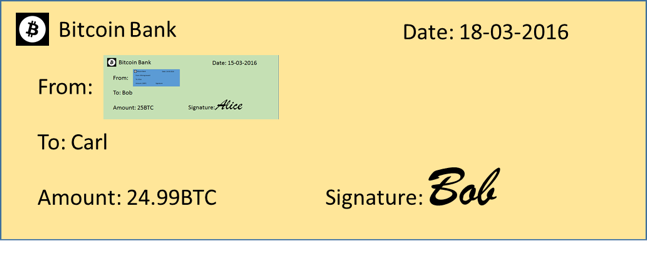 Bitcoin Bank
Date: 18-03-2016
From:
Bitcoin Bank
Date: 15-03-2016
From:
To: Bob
Amount: 25BTC
Signature: Alice
To: Carl
Amount: 24.99BTC
Signature: Bob